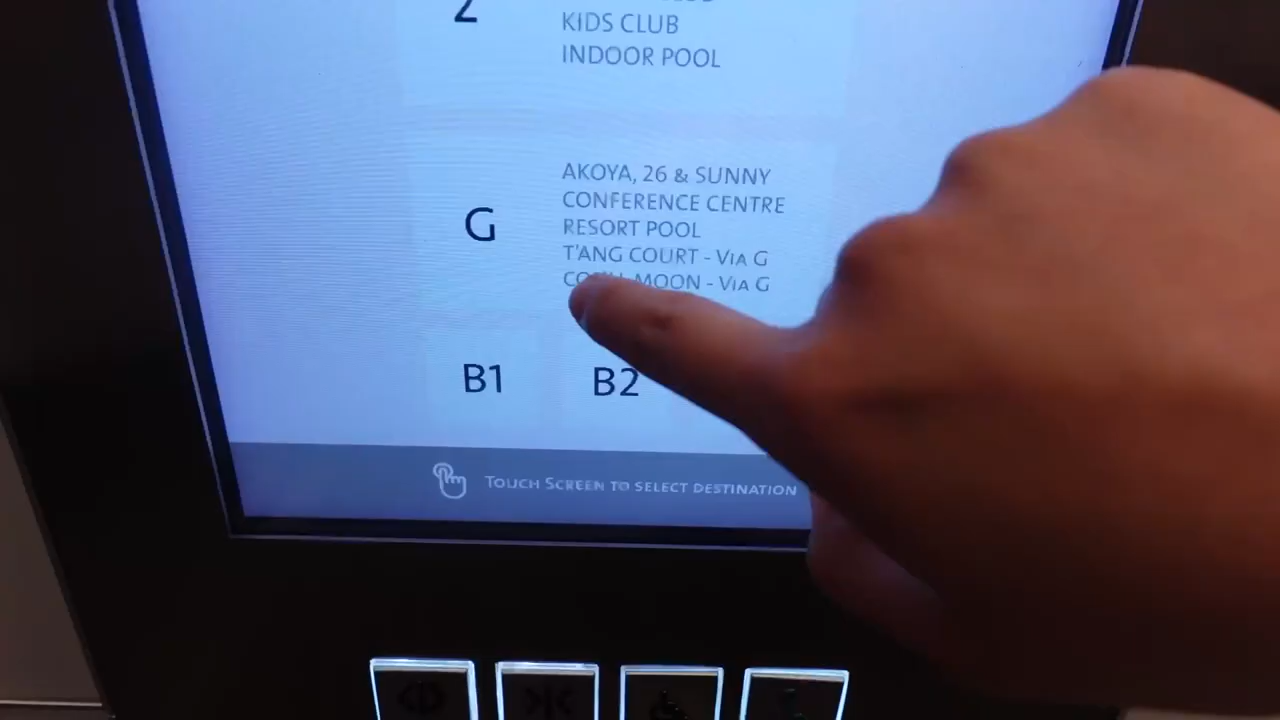 2
KIDS CLUB
INDOOR POOL
G
AKOYA, 26 & SUNNY
CONFERENCE CENTRE
RESORT POOL
T'ANG COURT - VIA G
MOON - VIA G
B1
B2
TOUCH SCREEN TO SELECT DESTINATION